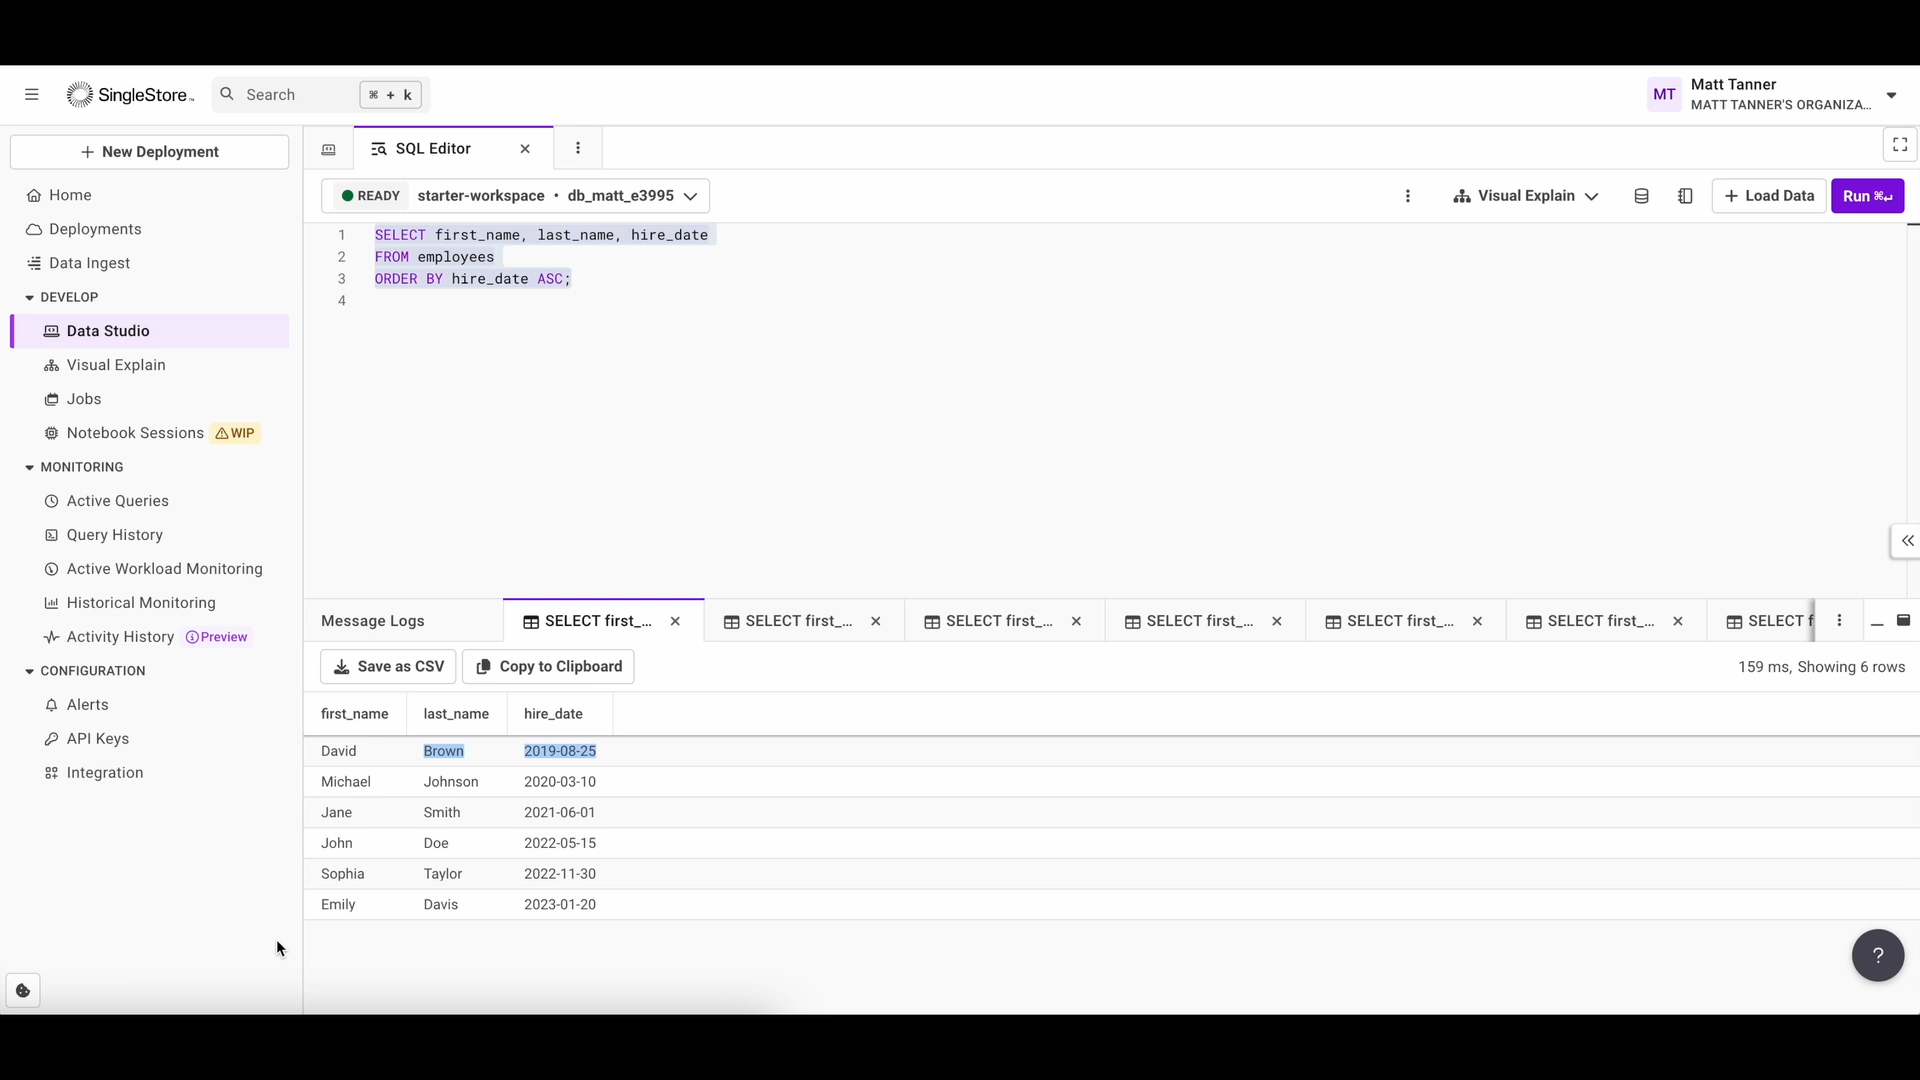 SingleStore™
Search
⌘ + k
MT
Matt Tanner
MATT TANNER'S ORGANIZA...
+ New Deployment
Home
Deployments
Data Ingest
DEVELOP
Data Studio
Visual Explain
Jobs
Notebook Sessions WIP
MONITORING
Active Queries
Query History
Active Workload Monitoring
Historical Monitoring
Activity History Preview
CONFIGURATION
Alerts
API Keys
Integration
SQL Editor
READY starter-workspace • db_matt_e3995
Visual Explain
+ Load Data
Run ⌘↵
1 SELECT first_name, last_name, hire_date
2 FROM employees
3 ORDER BY hire_date ASC;
4
Message Logs
SELECT first_...
SELECT first_...
SELECT first_...
SELECT first_...
SELECT first_...
SELECT first_...
SELECT f
Save as CSV
Copy to Clipboard
159 ms, Showing 6 rows
first_name last_name hire_date
David Brown 2019-08-25
Michael Johnson 2020-03-10
Jane Smith 2021-06-01
John Doe 2022-05-15
Sophia Taylor 2022-11-30
Emily Davis 2023-01-20
?